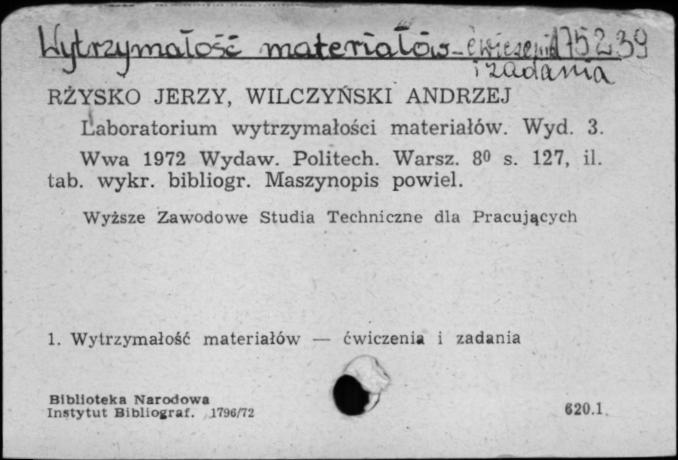 Wytrzymałość materiałów - ćwiczenia 175239
i zadania
RŻYSKO JERZY, WILCZYŃSKI ANDRZEJ
Laboratorium wytrzymałości materiałów. Wyd. 3.
Wwa 1972 Wydaw. Politech. Warsz. 8⁰ s. 127, il.
tab. wykr. bibliogr. Maszynopis powiel.
Wyższe Zawodowe Studia Techniczne dla Pracujących
1. Wytrzymałość materiałów — ćwiczenia i zadania
Biblioteka Narodowa
Instytut Bibliograf. 1796/72 620.1